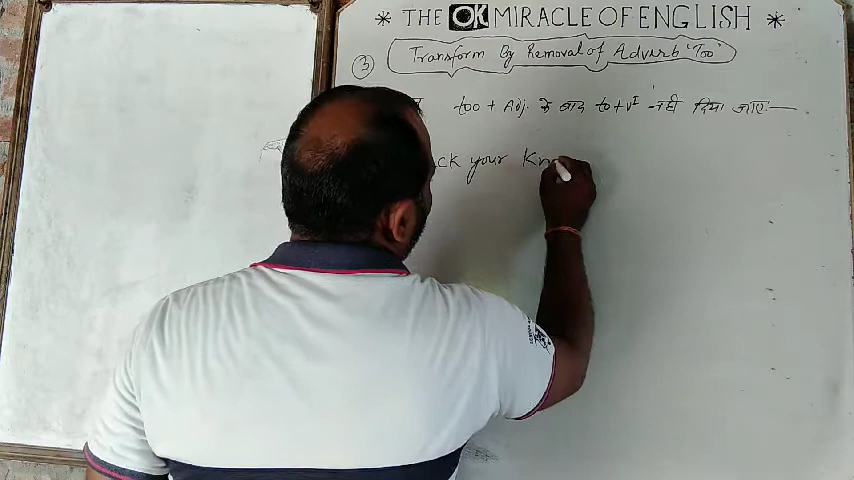 * THE OK MIRACLE OF ENGLISH *
③ Transform By Removal of Adverb 'Too'
too + Adj. के बाद to + V^I नहीं दिया जाए—
ck your Kn